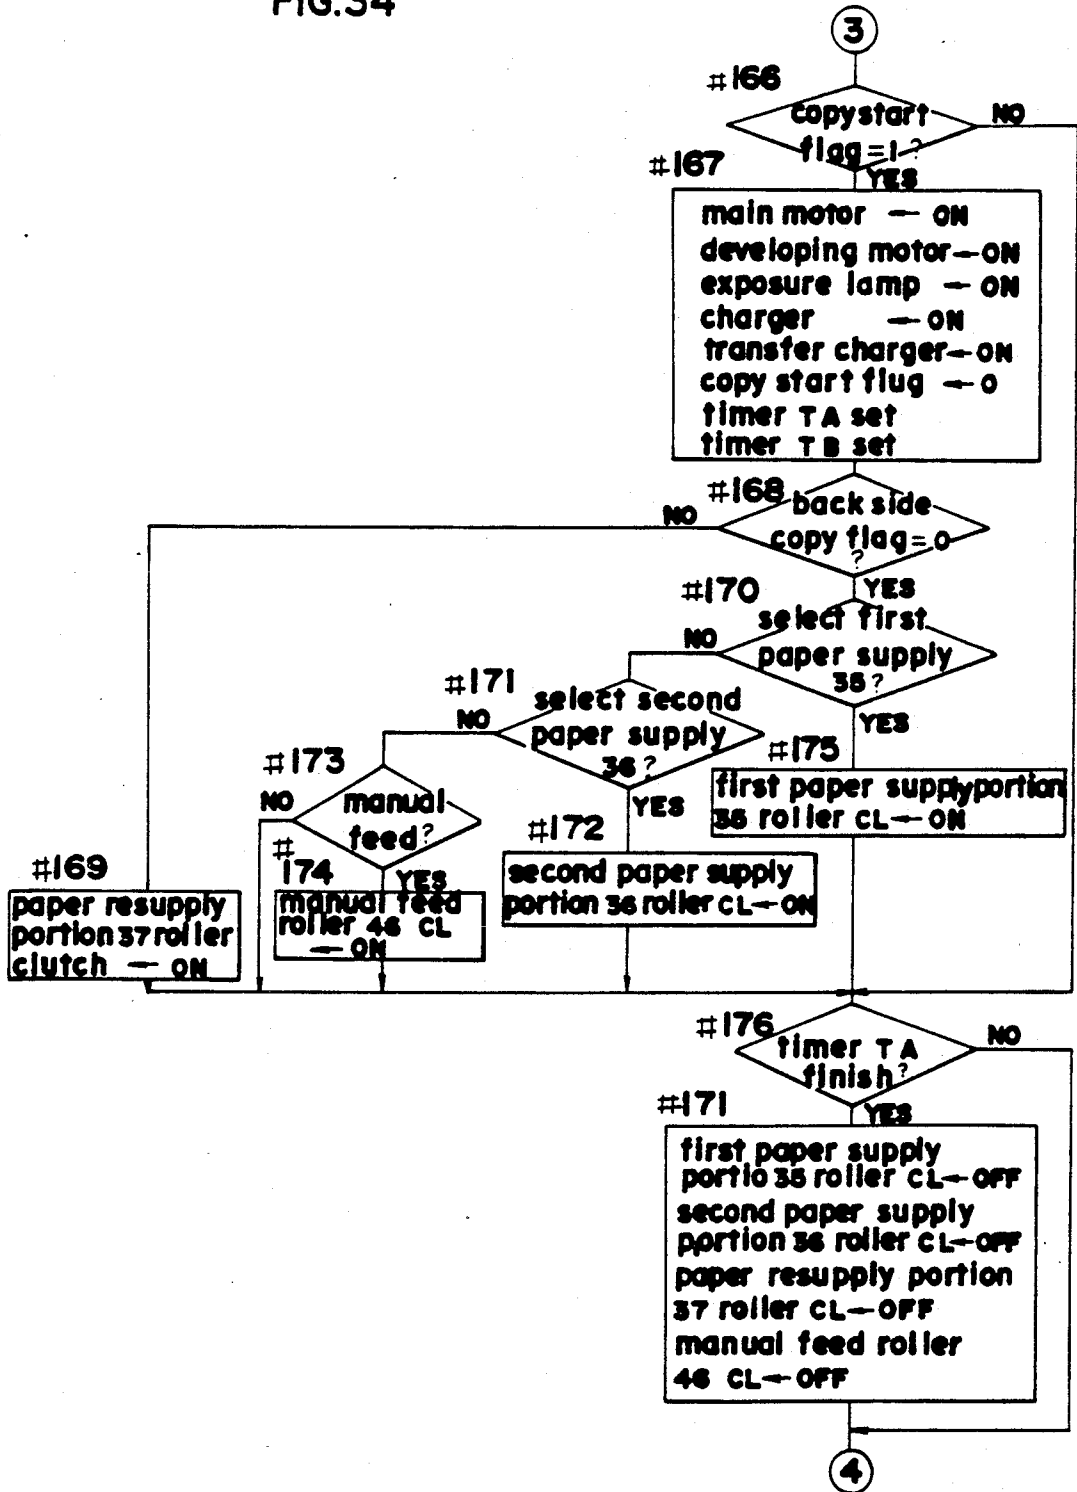 FIG.34
3
#166
copy start
flag=1?
NO
YES
#167
main motor ← ON
developing motor←ON
exposure lamp ← ON
charger ← ON
transfer charger←ON
copy start flug ←0
timer TA set
timer TB set
#168
back side
copy flag=0
?
NO
YES
#170
select first
paper supply
35?
NO
YES
#171
select second
paper supply
36?
NO
YES
#175
first paper supply portion
35 roller CL←ON
#173
manual
feed?
NO
YES
#172
second paper supply
portion 36 roller CL←ON
#
174
manual feed
roller 46 CL
← ON
#169
paper resupply
portion 37 roller
clutch ← ON
#176
timer TA
finish?
NO
YES
#171
first paper supply
portio 35 roller CL←OFF
second paper supply
portion 36 roller CL←OFF
paper resupply portion
37 roller CL←OFF
manual feed roller
46 CL←OFF
4